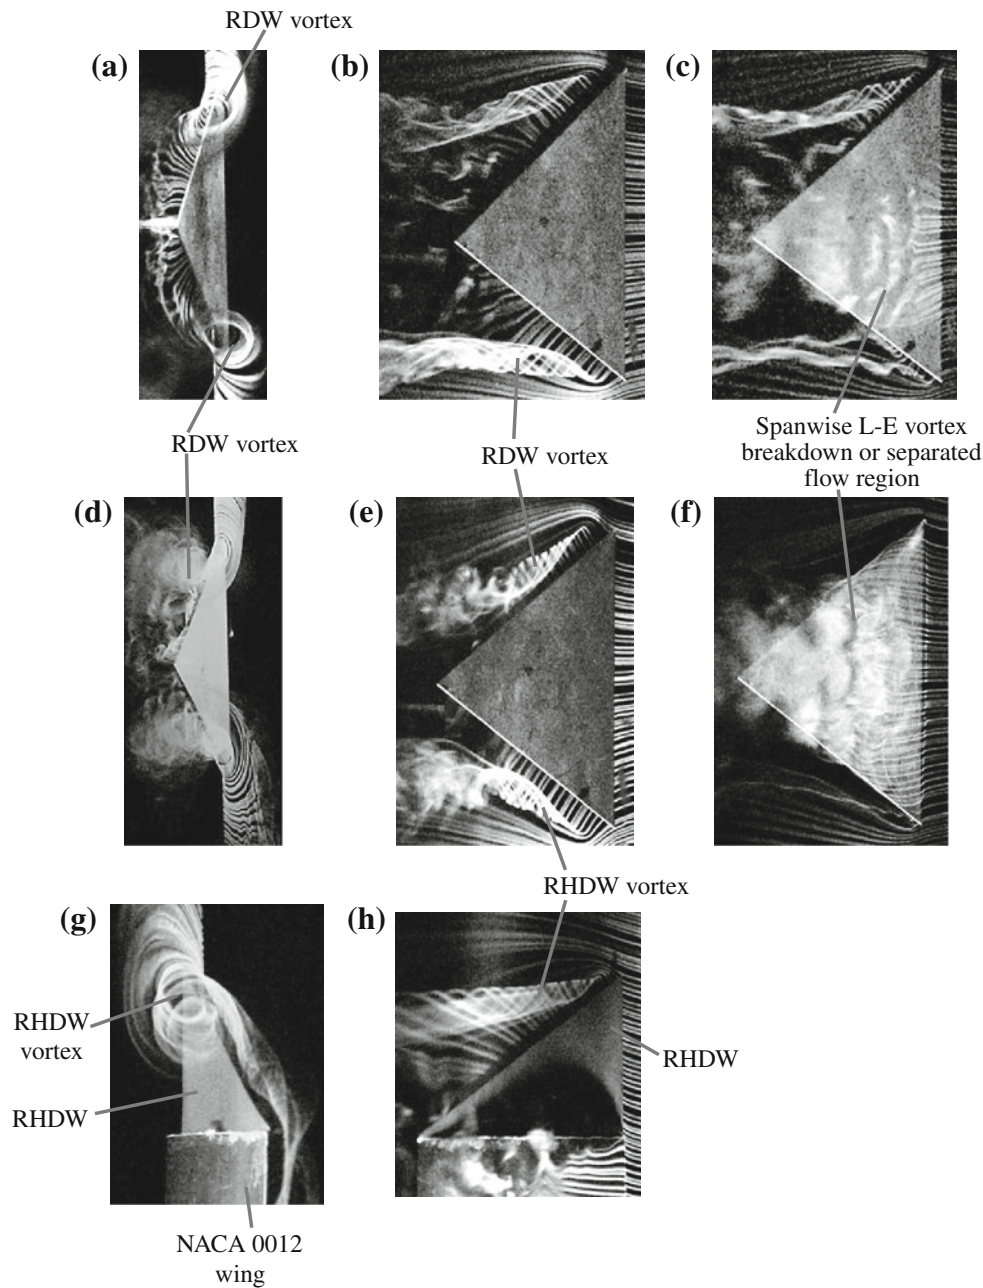 RDW vortex
(a)
(b)
(c)
RDW vortex
RDW vortex
Spanwise L-E vortex
breakdown or separated
flow region
(d)
(e)
(f)
RHDW vortex
(g)
(h)
RHDW
vortex
RHDW
RHDW
NACA 0012
wing